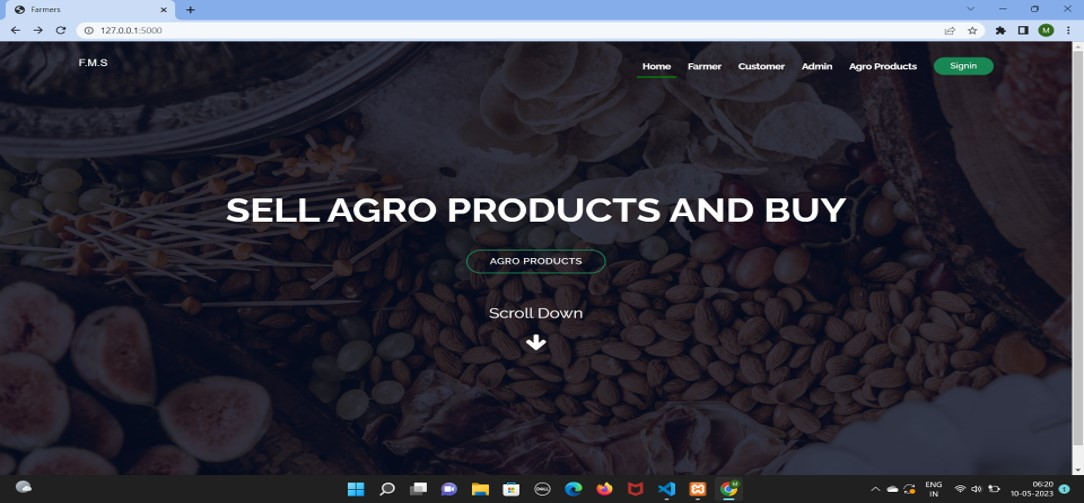 Farmers
127.0.0.1:5000
M
F.M.S
Home Farmer Customer Admin Agro Products Signin
SELL AGRO PRODUCTS AND BUY
AGRO PRODUCTS
Scroll Down
DELL
M
ENG
IN
06:20
10-05-2023
1